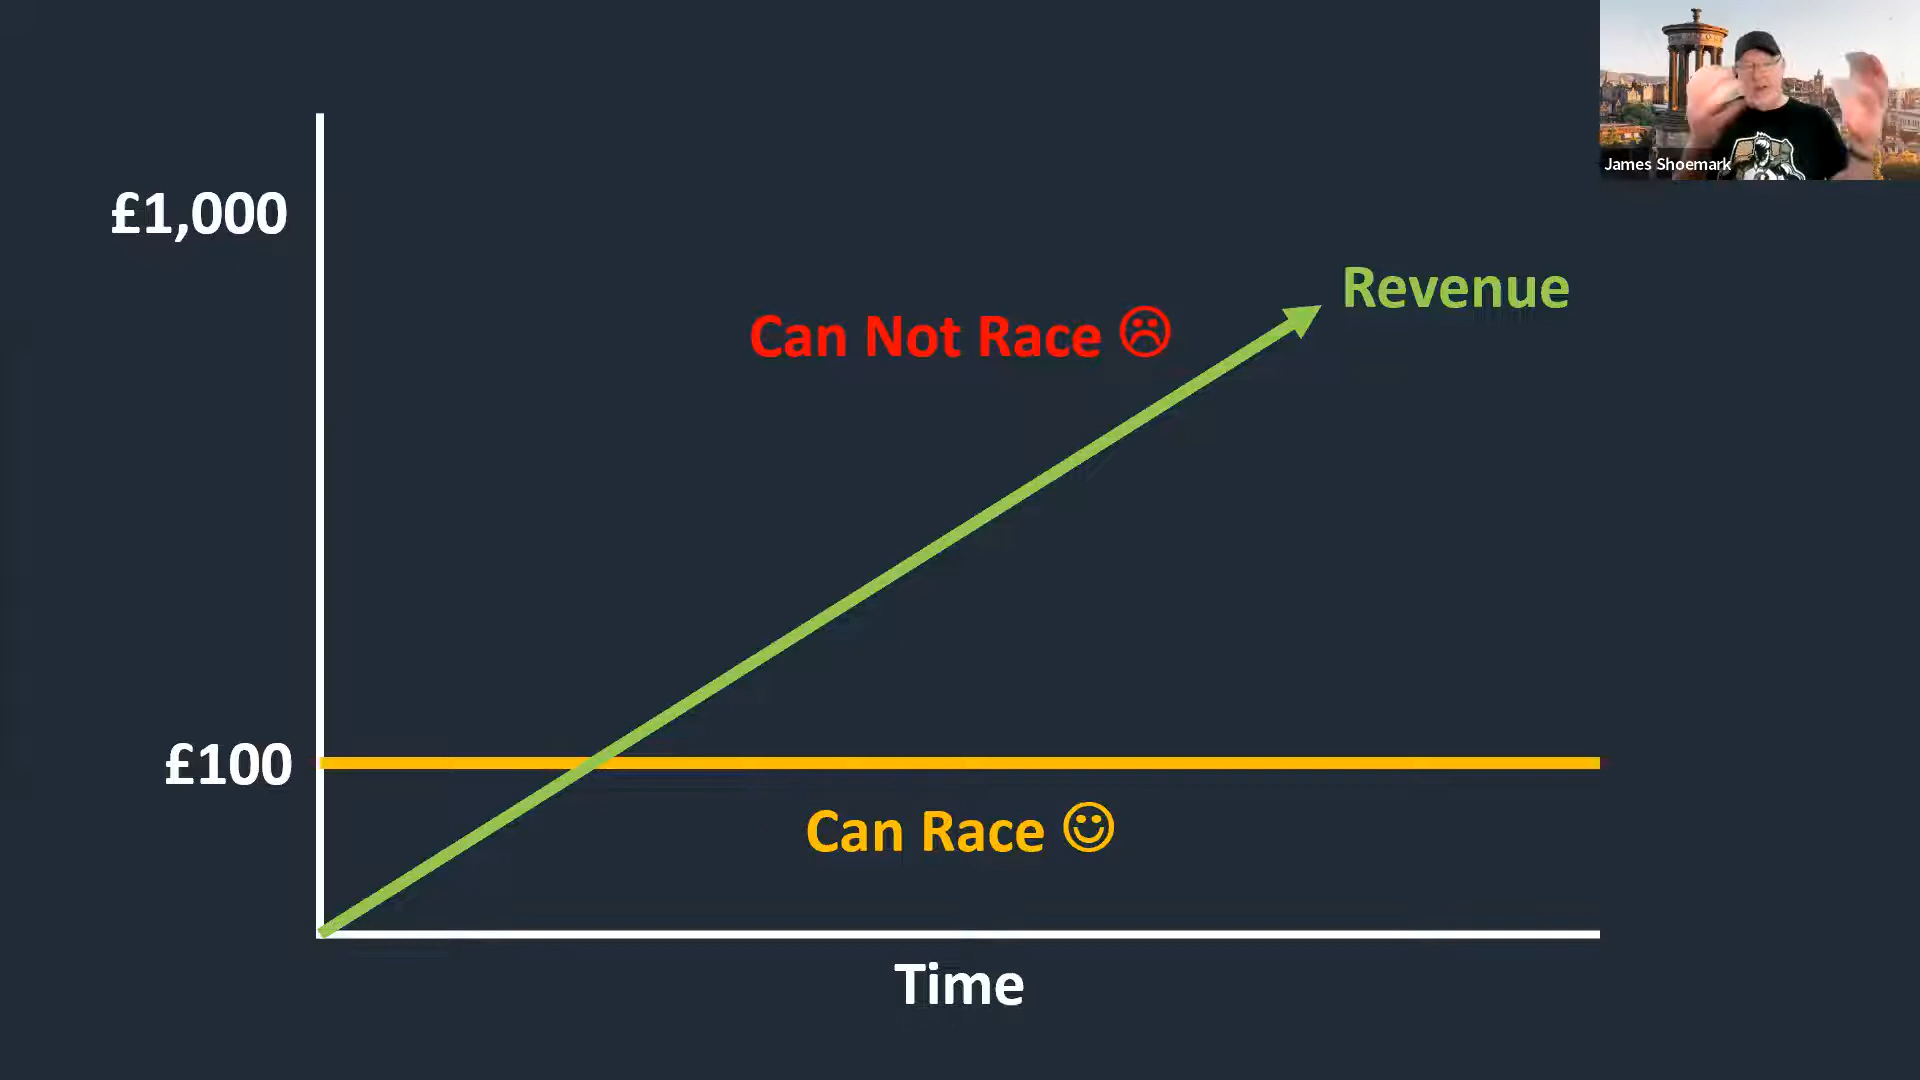 James Shoemark
£1,000
Revenue
Can Not Race ☹
£100
Can Race ☺
Time